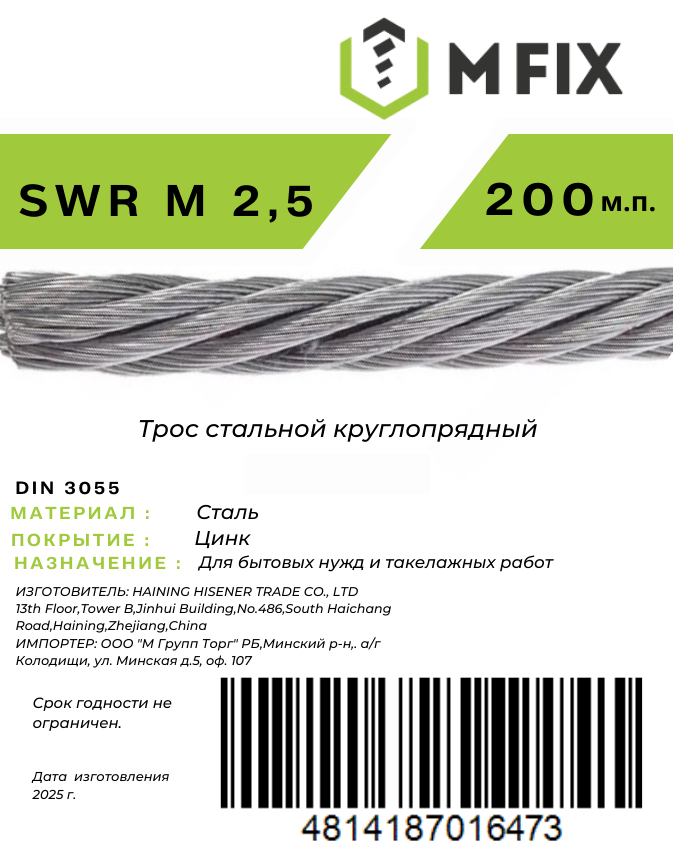 M FIX
SWR M 2,5
200 м.п.
Трос стальной круглопрядный
DIN 3055
МАТЕРИАЛ : Сталь
ПОКРЫТИЕ : Цинк
НАЗНАЧЕНИЕ : Для бытовых нужд и такелажных работ
ИЗГОТОВИТЕЛЬ: HAINING HISENER TRADE CO., LTD
13th Floor,Tower B,Jinhui Building,No.486,South Haichang
Road,Haining,Zhejiang,China
ИМПОРТЕР: ООО "М Групп Торг" РБ,Минский р-н,. а/г
Колодищи, ул. Минская д.5, оф. 107
Срок годности не
ограничен.
Дата изготовления
2025 г.
4814187016473